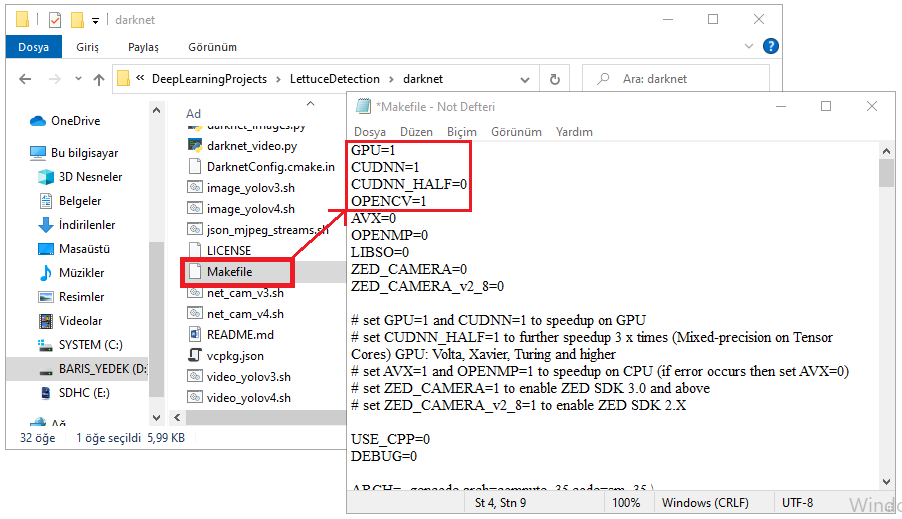 darknet
Dosya Giriş Paylaş Görünüm
« DeepLearningProjects › LettuceDetection › darknet
Ara: darknet
OneDrive
Bu bilgisayar
3D Nesneler
Belgeler
İndirilenler
Masaüstü
Müzikler
Resimler
Videolar
SYSTEM (C:)
BARIS_YEDEK (D:
SDHC (E:)
Ağ
Ad
darknet_images.py
darknet_video.py
DarknetConfig.cmake.in
image_yolov3.sh
image_yolov4.sh
json_mjpeg_streams.sh
LICENSE
Makefile
net_cam_v3.sh
net_cam_v4.sh
README.md
vcpkg.json
video_yolov3.sh
video_yolov4.sh
32 öğe 1 öğe seçildi 5,99 KB
*Makefile - Not Defteri
Dosya Düzen Biçim Görünüm Yardım
GPU=1
CUDNN=1
CUDNN_HALF=0
OPENCV=1
AVX=0
OPENMP=0
LIBSO=0
ZED_CAMERA=0
ZED_CAMERA_v2_8=0
# set GPU=1 and CUDNN=1 to speedup on GPU
# set CUDNN_HALF=1 to further speedup 3 x times (Mixed-precision on Tensor
Cores) GPU: Volta, Xavier, Turing and higher
# set AVX=1 and OPENMP=1 to speedup on CPU (if error occurs then set AVX=0)
# set ZED_CAMERA=1 to enable ZED SDK 3.0 and above
# set ZED_CAMERA_v2_8=1 to enable ZED SDK 2.X
USE_CPP=0
DEBUG=0
ARCH= -gencode arch=compute_35,code=sm_35 \
St 4, Stn 9 100% Windows (CRLF) UTF-8